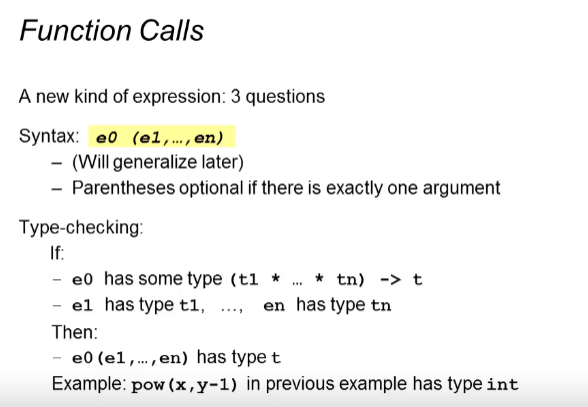 Function Calls
A new kind of expression: 3 questions
Syntax: e0 (e1,…,en)
– (Will generalize later)
– Parentheses optional if there is exactly one argument
Type-checking:
If:
– e0 has some type (t1 * … * tn) -> t
– e1 has type t1, …, en has type tn
Then:
– e0(e1,…,en) has type t
Example: pow(x,y-1) in previous example has type int